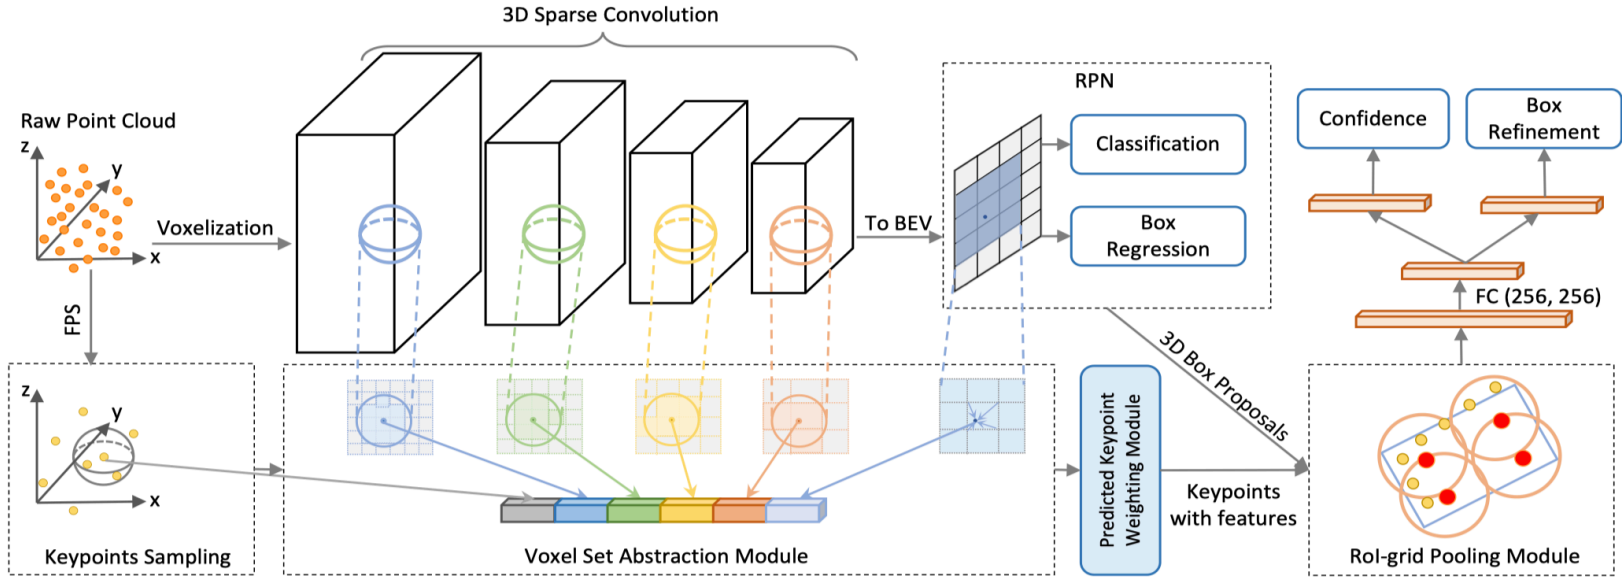 3D Sparse Convolution
RPN
Raw Point Cloud
z
y
x
Voxelization
To BEV
Classification
Box
Regression
Confidence
Box
Refinement
FPS
FC (256, 256)
3D Box Proposals
z
y
x
Keypoints Sampling
Voxel Set Abstraction Module
Predicted Keypoint
Weighting Module
Keypoints
with features
RoI-grid Pooling Module